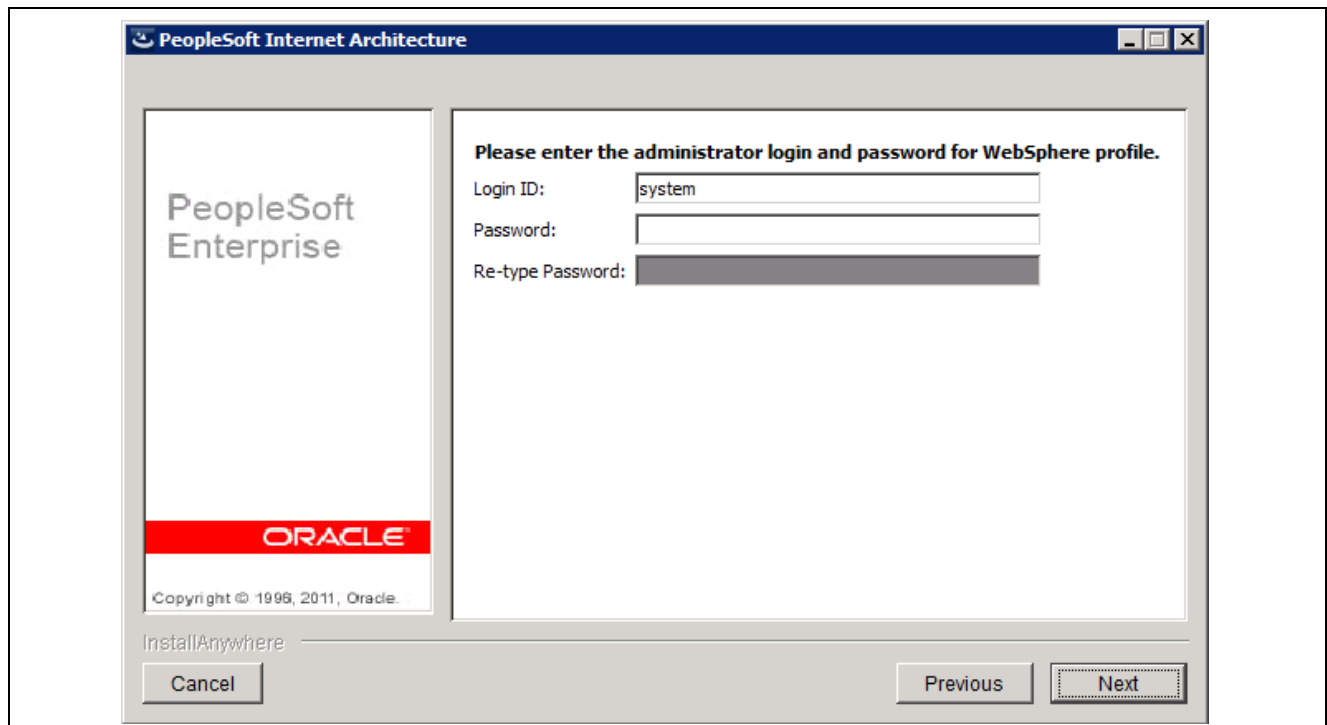 PeopleSoft Internet Architecture
PeopleSoft
Enterprise
ORACLE
Copyright © 1996, 2011, Oracle.
Please enter the administrator login and password for WebSphere profile.
Login ID: system
Password:
Re-type Password:
InstallAnywhere
Cancel Previous Next